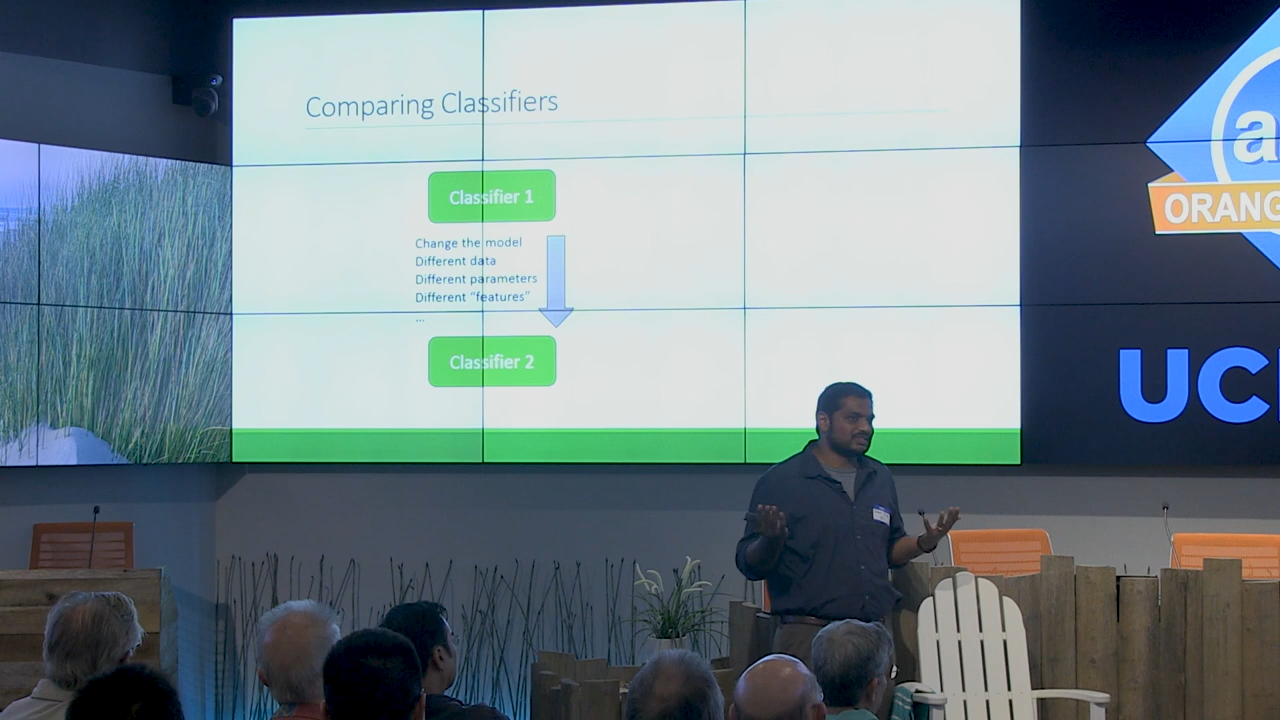 Comparing Classifiers
Classifier 1
Change the model
Different data
Different parameters
Different "features"
...
Classifier 2
a
ORANG
UC